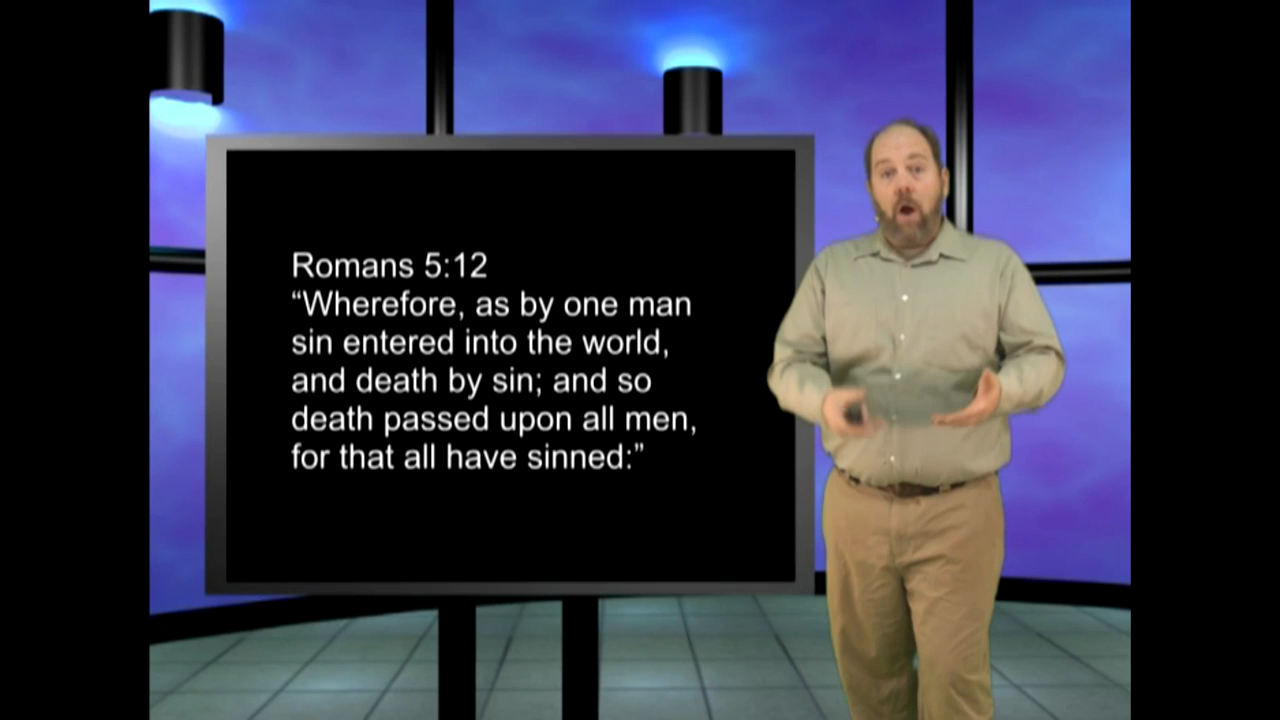 Romans 5:12
“Wherefore, as by one man
sin entered into the world,
and death by sin; and so
death passed upon all men,
for that all have sinned:”